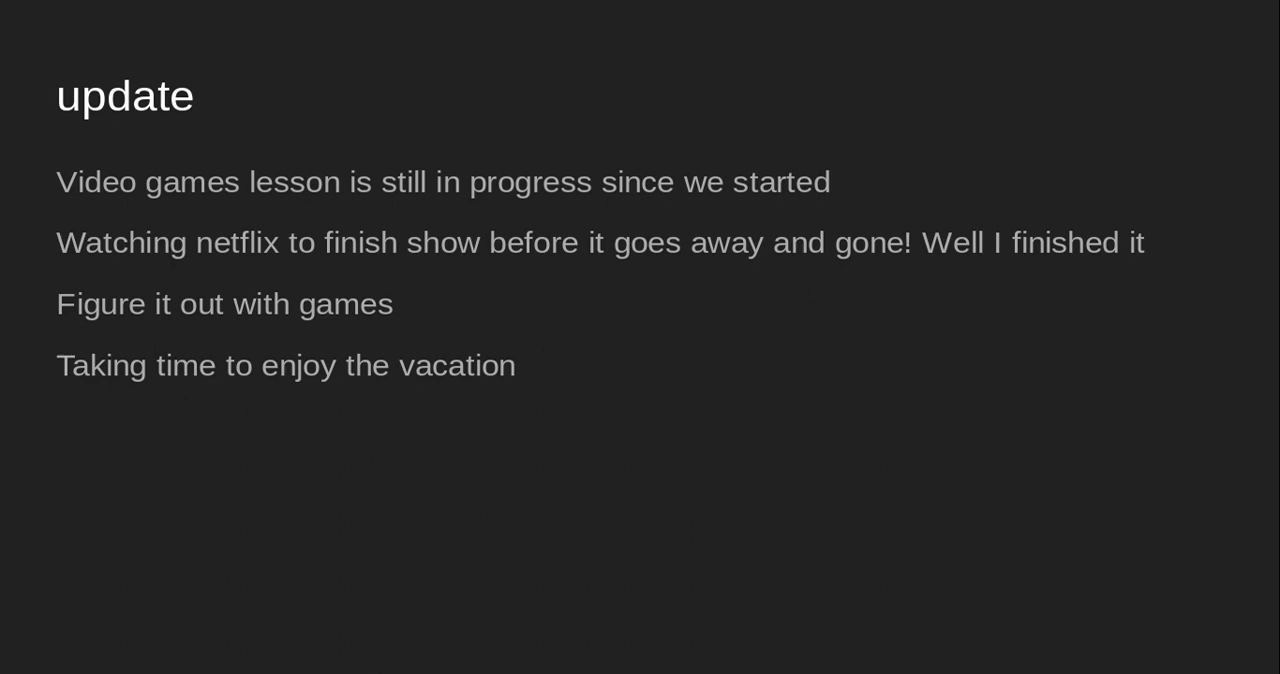 update
Video games lesson is still in progress since we started
Watching netflix to finish show before it goes away and gone! Well I finished it
Figure it out with games
Taking time to enjoy the vacation